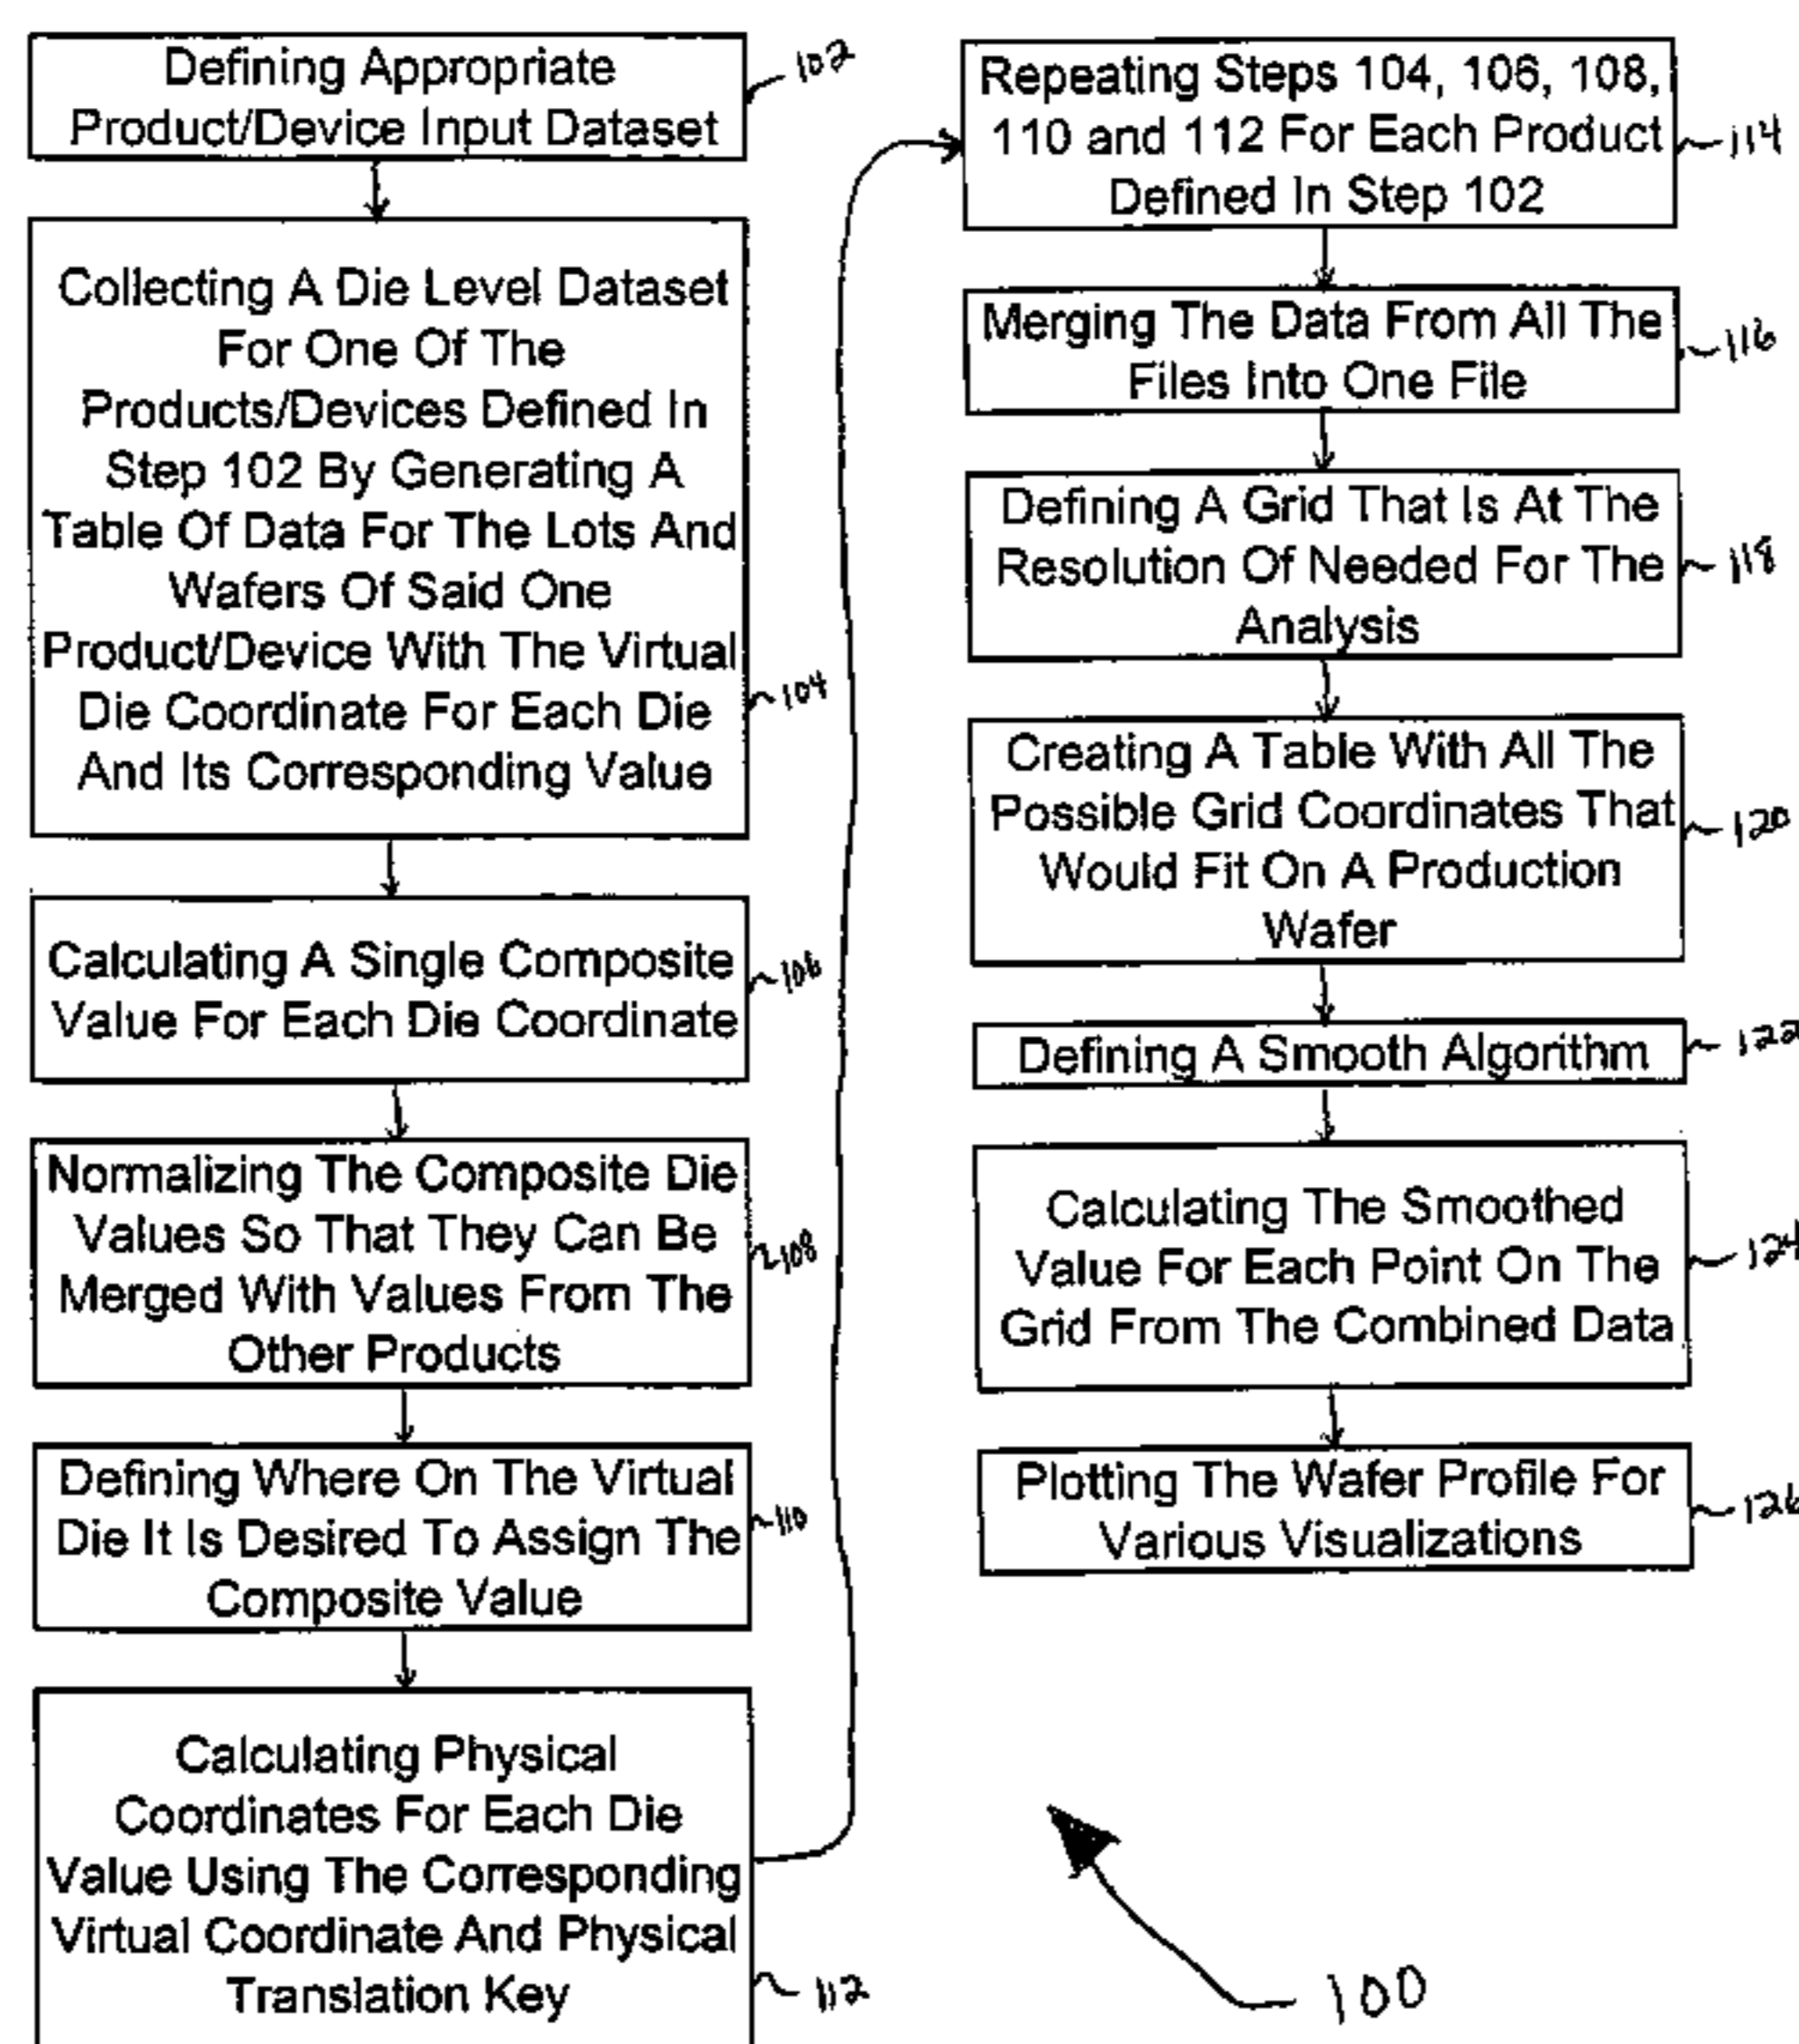 Defining Appropriate
Product/Device Input Dataset
102
Collecting A Die Level Dataset
For One Of The
Products/Devices Defined In
Step 102 By Generating A
Table Of Data For The Lots And
Wafers Of Said One
Product/Device With The Virtual
Die Coordinate For Each Die
And Its Corresponding Value
104
Calculating A Single Composite
Value For Each Die Coordinate
106
Normalizing The Composite Die
Values So That They Can Be
Merged With Values From The
Other Products
108
Defining Where On The Virtual
Die It Is Desired To Assign The
Composite Value
110
Calculating Physical
Coordinates For Each Die
Value Using The Corresponding
Virtual Coordinate And Physical
Translation Key
112
Repeating Steps 104, 106, 108,
110 and 112 For Each Product
Defined In Step 102
114
Merging The Data From All The
Files Into One File
116
Defining A Grid That Is At The
Resolution Of Needed For The
Analysis
118
Creating A Table With All The
Possible Grid Coordinates That
Would Fit On A Production
Wafer
120
Defining A Smooth Algorithm
122
Calculating The Smoothed
Value For Each Point On The
Grid From The Combined Data
124
Plotting The Wafer Profile For
Various Visualizations
126
100